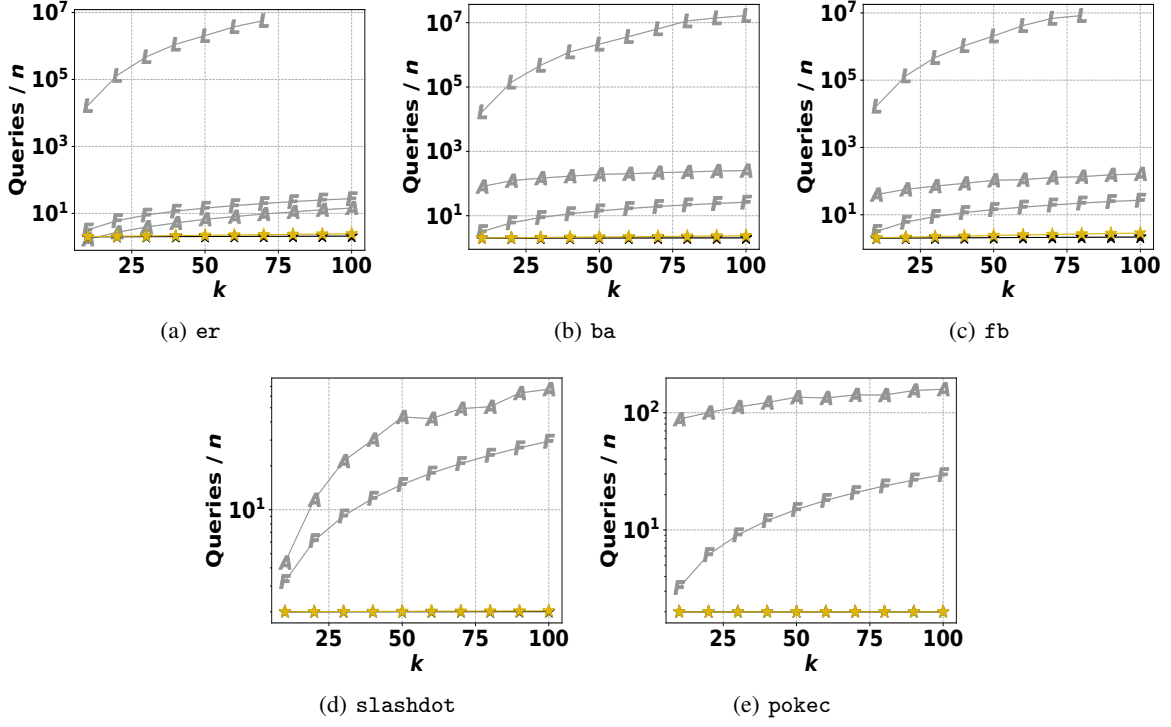 10^7
10^5
10^3
10^1
Queries / n
L L L L L L L
F F F F F F F F F F
A A A A A A A A A A
25 50 75 100
k
(a) er
10^7
10^5
10^3
10^1
Queries / n
L L L L L L L L L L
A A A A A A A A A A
F F F F F F F F F F
25 50 75 100
k
(b) ba
10^7
10^5
10^3
10^1
Queries / n
L L L L L L L L
A A A A A A A A A A
F F F F F F F F F F
25 50 75 100
k
(c) fb
10^1
Queries / n
A A A A A A A A A A
F F F F F F F F F F
25 50 75 100
k
(d) slashdot
10^2
10^1
Queries / n
A A A A A A A A A A
F F F F F F F F F F
25 50 75 100
k
(e) pokec